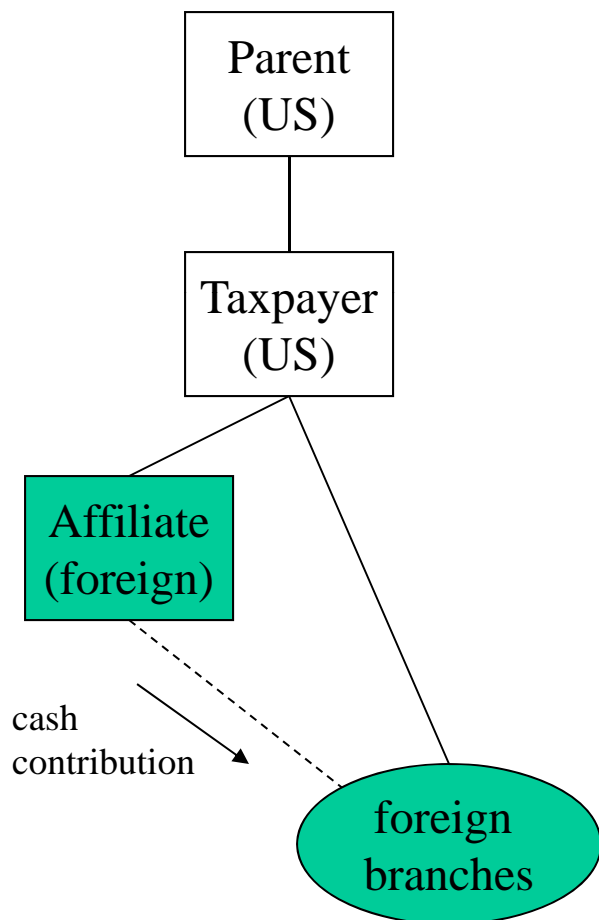 Parent
(US)
Taxpayer
(US)
Affiliate
(foreign)
cash
contribution
foreign
branches